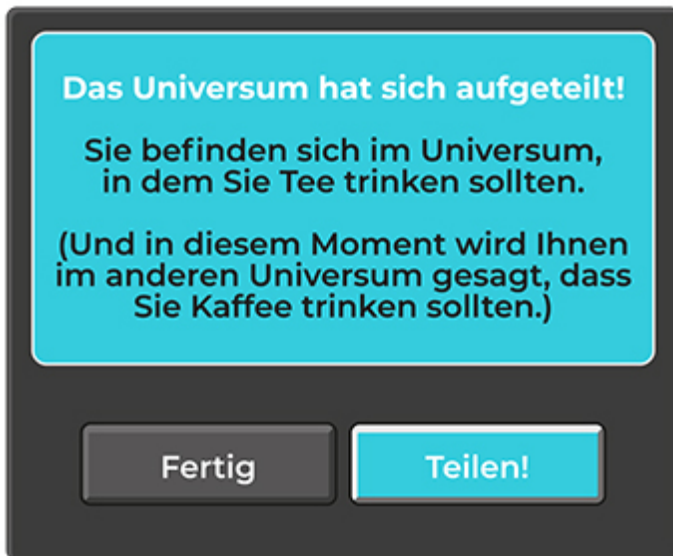 Das Universum hat sich aufgeteilt!
Sie befinden sich im Universum,
in dem Sie Tee trinken sollten.
(Und in diesem Moment wird Ihnen
im anderen Universum gesagt, dass
Sie Kaffee trinken sollten.)
Fertig
Teilen!